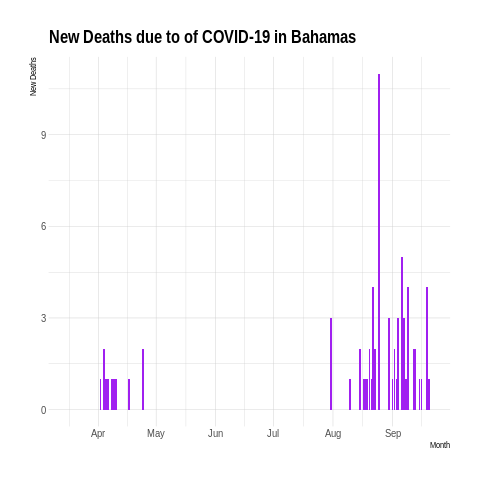 New Deaths due to of COVID-19 in Bahamas
New Deaths
9
6
3
0
Apr May Jun Jul Aug Sep
Month